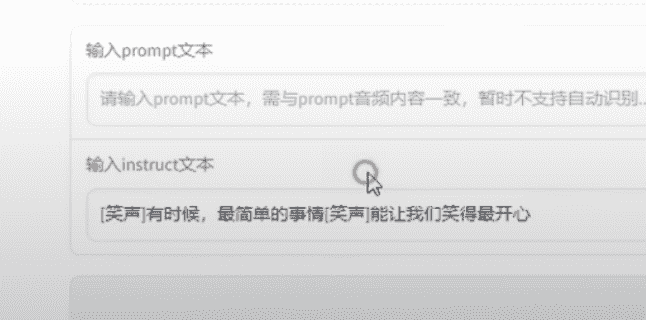 输入prompt文本
请输入prompt文本，需与prompt音频内容一致，暂时不支持自动识别...
输入instruct文本
[笑声]有时候，最简单的事情[笑声]能让我们笑得最开心